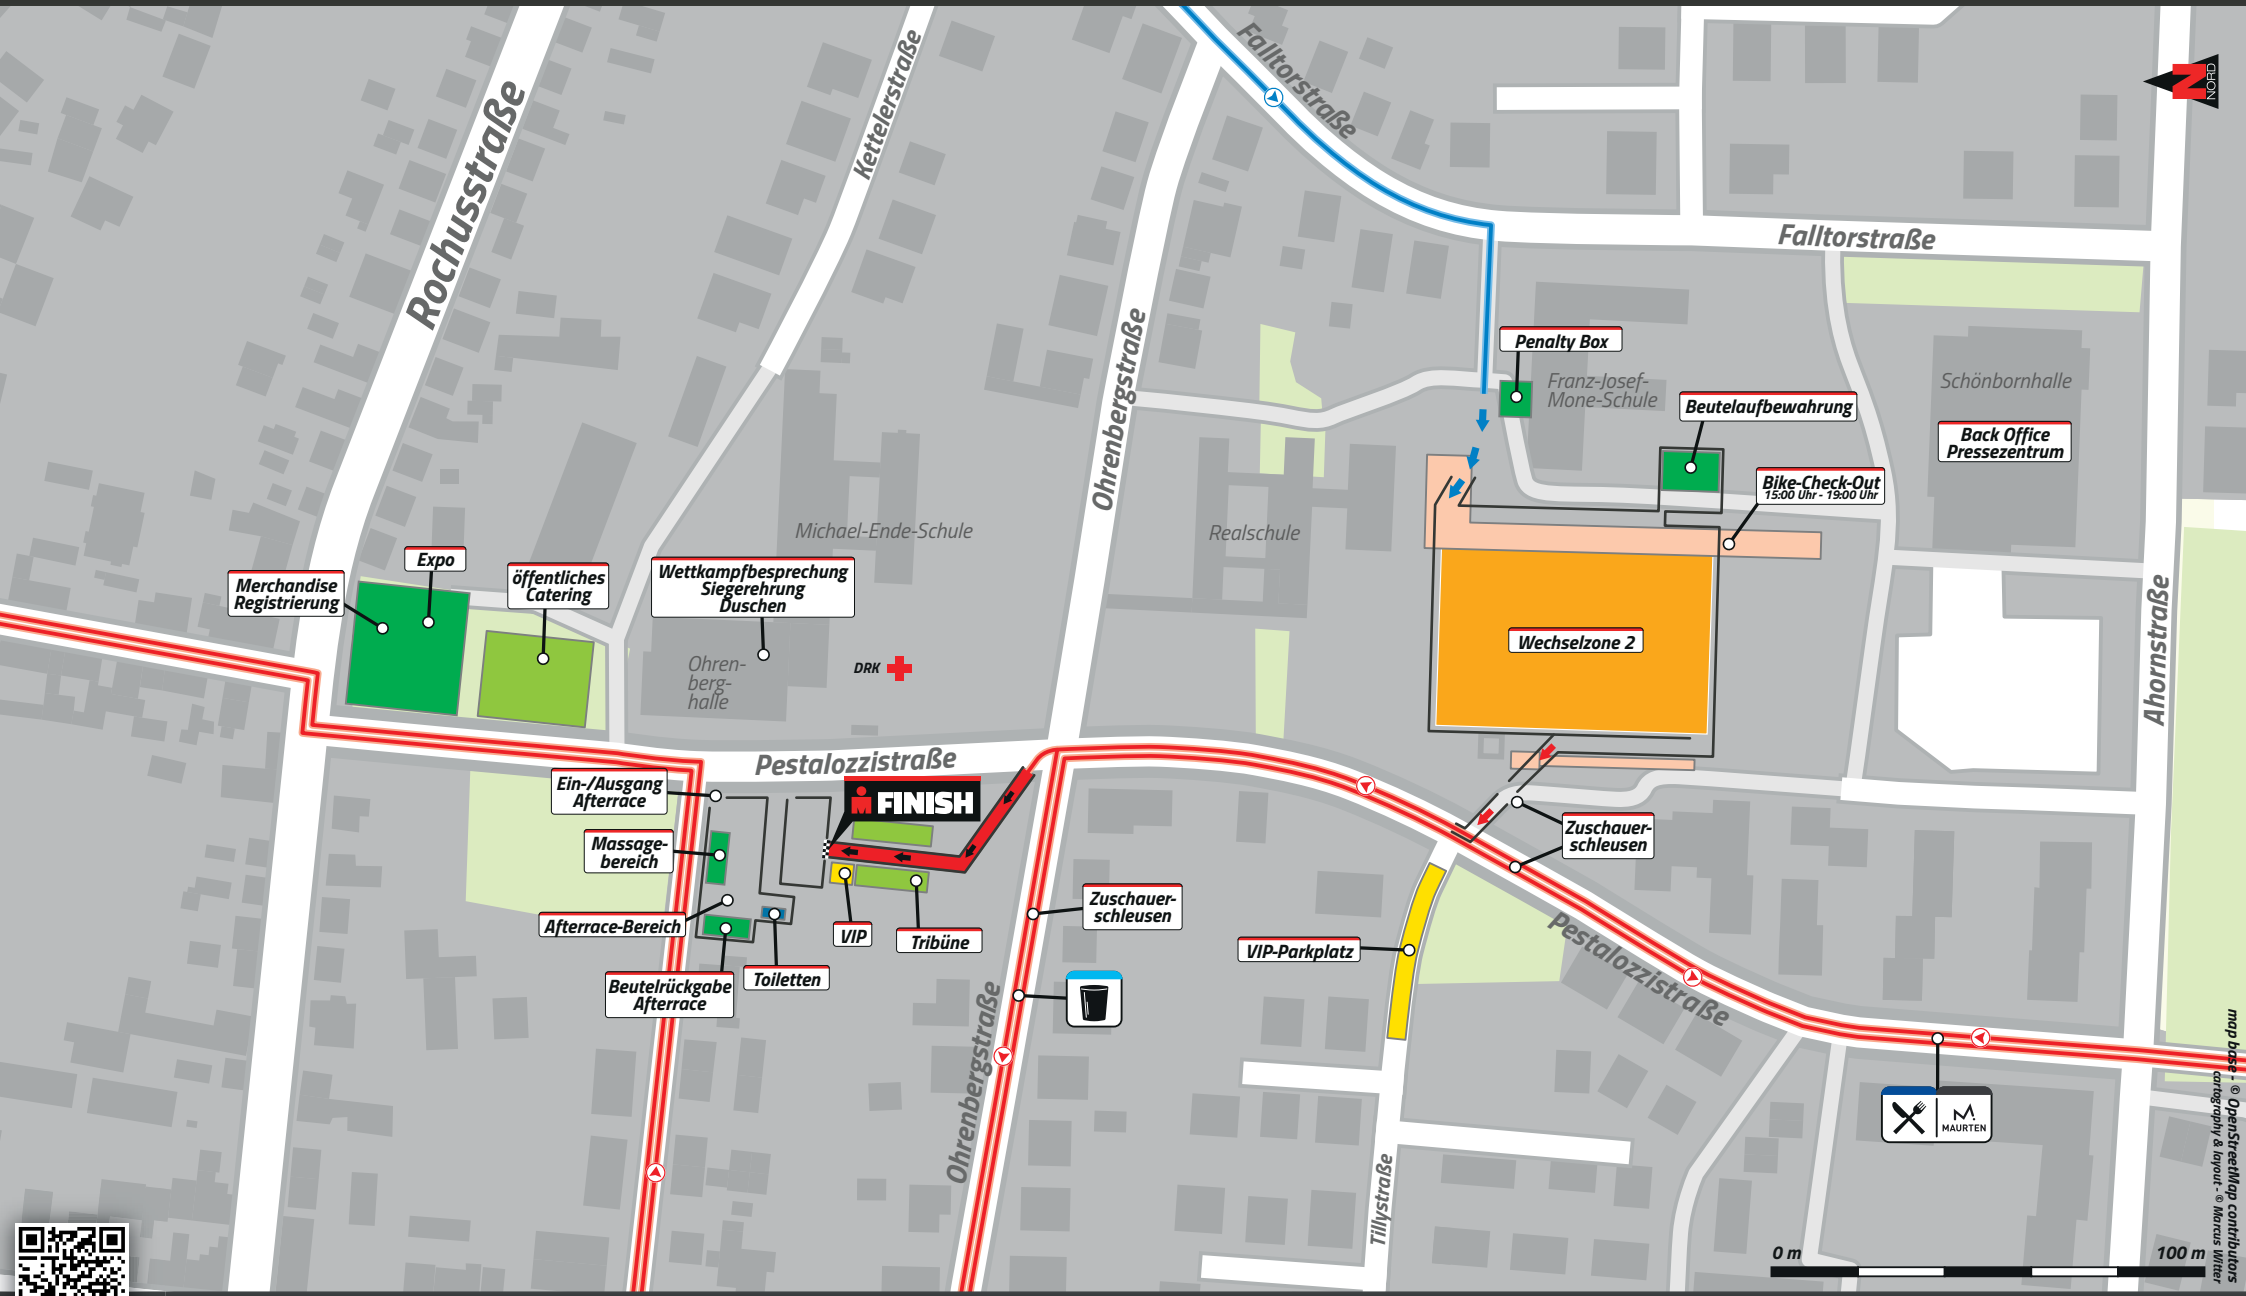 Rochusstraße
Kettelerstraße
Falltorstraße
NORD
N
Falltorstraße
Ohrenbergstraße
Penalty Box
Franz-Josef-
Mone-Schule
Beutelaufbewahrung
Schönbornhalle
Back Office
Pressezentrum
Bike-Check-Out
15:00 Uhr - 19:00 Uhr
Michael-Ende-Schule
Realschule
Expo
Merchandise
Registrierung
öffentliches
Catering
Wettkampfbesprechung
Siegerehrung
Duschen
Ohren-
berg-
halle
DRK
Wechselzone 2
Ahornstraße
Pestalozzistraße
Ein-/Ausgang
Afterrace
FINISH
Massage-
bereich
Zuschauer-
schleusen
Afterrace-Bereich
VIP
Tribüne
Zuschauer-
schleusen
VIP-Parkplatz
Pestalozzistraße
Beutelrückgabe
Afterrace
Toiletten
Ohrenbergstraße
MAURTEN
Tillystraße
0 m
100 m
map base - © OpenStreetMap contributors
cartography & layout - © Marcus Witter